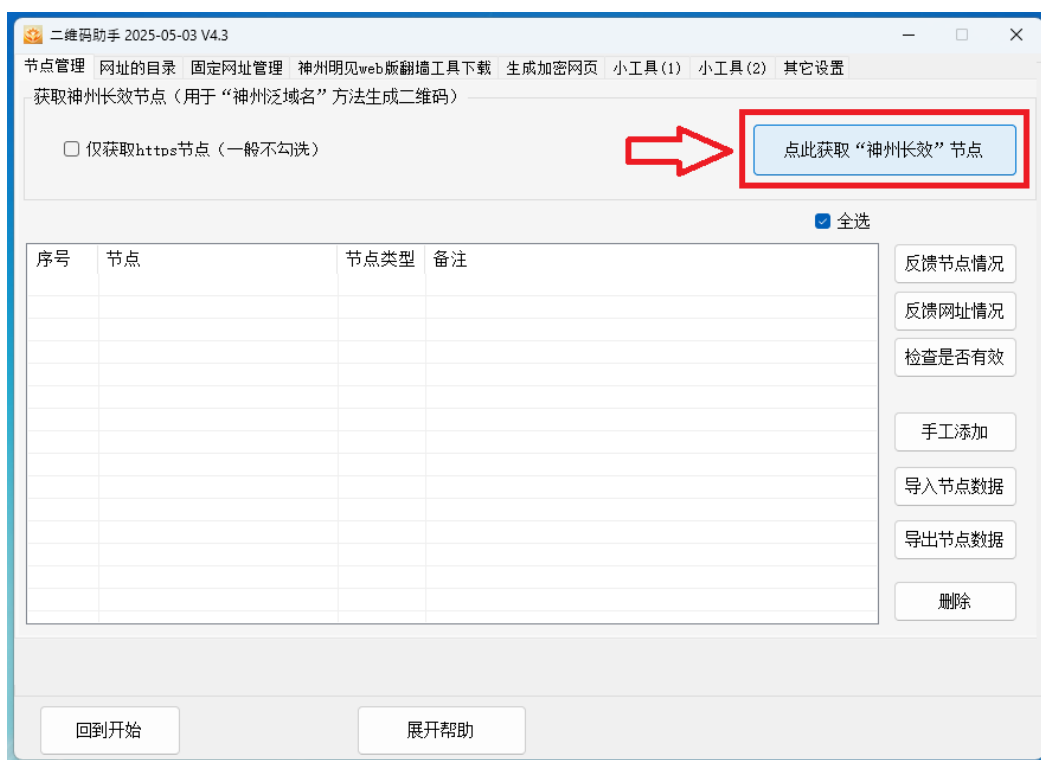 二维码助手 2025-05-03 V4.3
节点管理 网址的目录 固定网址管理 神州明见web版翻墙工具下载 生成加密网页 小工具(1) 小工具(2) 其它设置
获取神州长效节点（用于“神州泛域名”方法生成二维码）
仅获取https节点（一般不勾选）
点此获取“神州长效”节点
全选
序号 节点 节点类型 备注
反馈节点情况
反馈网址情况
检查是否有效
手工添加
导入节点数据
导出节点数据
删除
回到开始 展开帮助